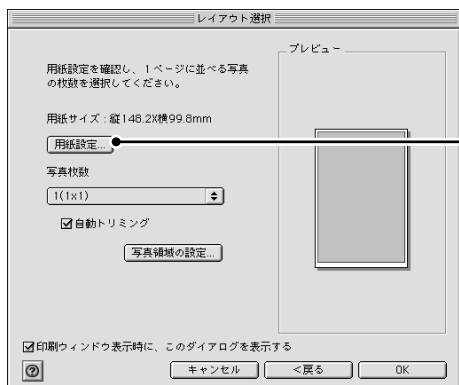 レイアウト選択
用紙設定を確認し、1ページに並べる写真
の枚数を選択してください。
用紙サイズ:縦148.2X横99.8mm
用紙設定...
写真枚数
1(1x1)
自動トリミング
写真領域の設定...
プレビュー
印刷ウィンドウ表示時に、このダイアログを表示する
?
キャンセル
<戻る
OK